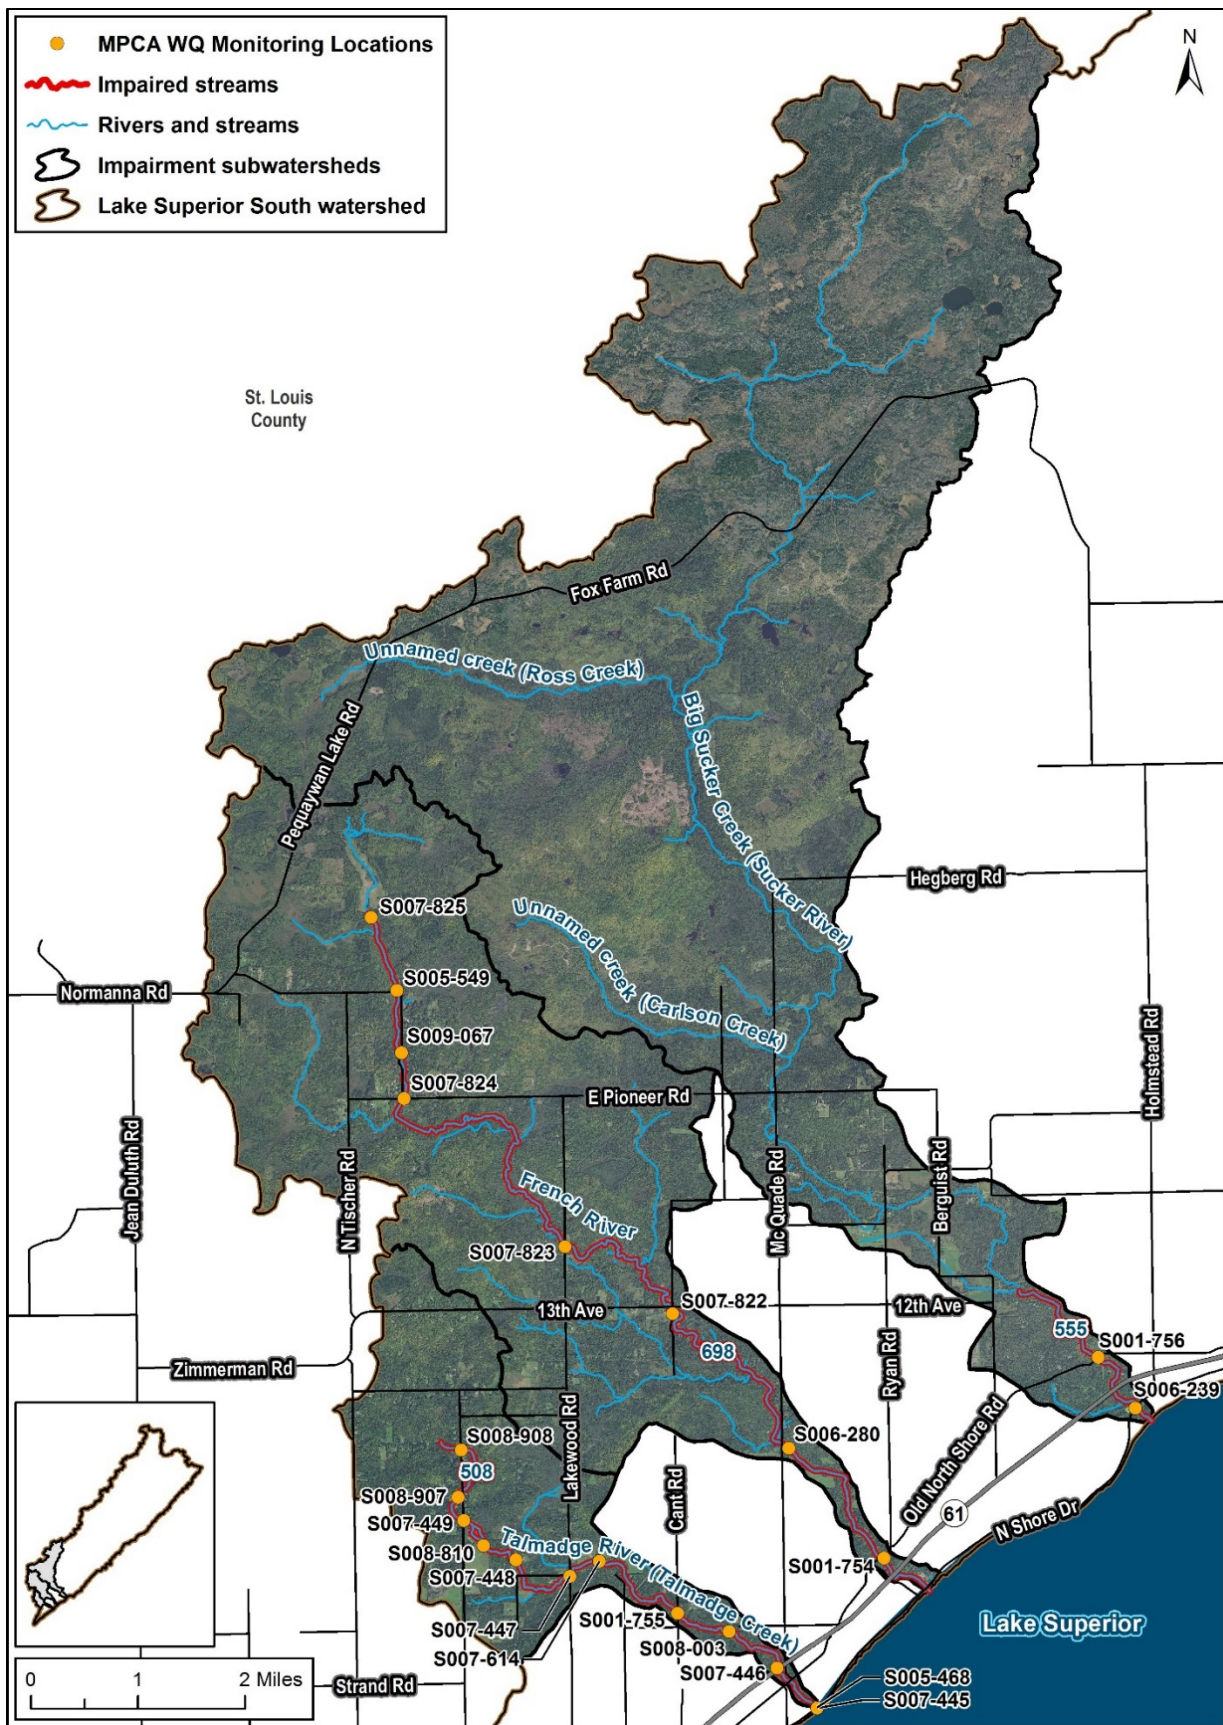 MPCA WQ Monitoring Locations
Impaired streams
Rivers and streams
Impairment subwatersheds
Lake Superior South watershed
N
St. Louis
County
Fox Farm Rd
Unnamed creek (Ross Creek)
Pequaywan Lake Rd
Big Sucker Creek (Sucker River)
Hegberg Rd
S007-825
Unnamed creek (Carlson Creek)
Normanna Rd
S005-549
S009-067
S007-824
E Pioneer Rd
Holmstead Rd
Jean Duluth Rd
N Tischer Rd
French River
Mc Quade Rd
Berguist Rd
S007-823
13th Ave
S007-822
12th Ave
698
555
S001-756
Zimmerman Rd
Ryan Rd
S006-239
Lakewood Rd
S008-908
508
S006-280
Cant Rd
Old North Shore Rd
S008-907
S007-449
61
N Shore Dr
S008-810
Talmadge River (Talmadge Creek)
S007-448
S001-754
S007-447
S001-755
S007-614
S008-003
S007-446
Lake Superior
S005-468
S007-445
Strand Rd
0 1 2 Miles